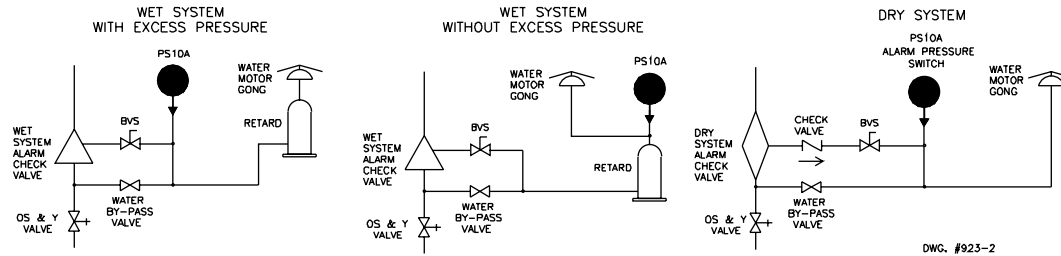 WET SYSTEM
WITH EXCESS PRESSURE
PS10A
WATER
MOTOR
GONG
RETARD
BVS
WET
SYSTEM
ALARM
CHECK
VALVE
WATER
BY-PASS
VALVE
OS & Y
VALVE
WET SYSTEM
WITHOUT EXCESS PRESSURE
PS10A
WATER
MOTOR
GONG
BVS
WET
SYSTEM
ALARM
CHECK
VALVE
RETARD
WATER
BY-PASS
VALVE
OS & Y
VALVE
DRY SYSTEM
PS10A
ALARM PRESSURE
SWITCH
WATER
MOTOR
GONG
CHECK
VALVE
BVS
DRY
SYSTEM
ALARM
CHECK
VALVE
WATER
BY-PASS
VALVE
OS & Y
VALVE
DWG. #923-2